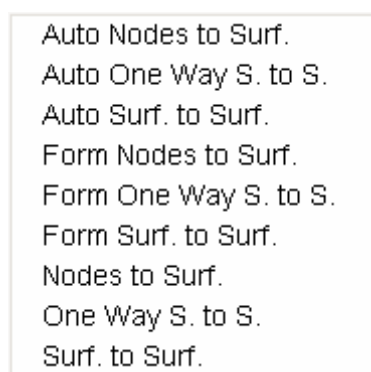 Auto Nodes to Surf.
Auto One Way S. to S.
Auto Surf. to Surf.
Form Nodes to Surf.
Form One Way S. to S.
Form Surf. to Surf.
Nodes to Surf.
One Way S. to S.
Surf. to Surf.